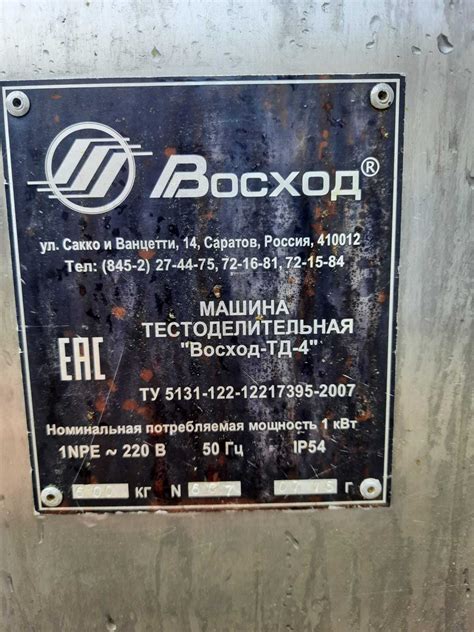 Восход®
ул. Сакко и Ванцетти, 14, Саратов, Россия, 410012
Тел: (845-2) 27-44-75, 72-16-81, 72-15-84
МАШИНА
ТЕСТОДЕЛИТЕЛЬНАЯ
"Восход-ТД-4"
ЕАС
ТУ 5131-122-12217395-2007
Номинальная потребляемая мощность 1 кВт
1NPE ~ 220 В 50 Гц IP54
КГ N Г